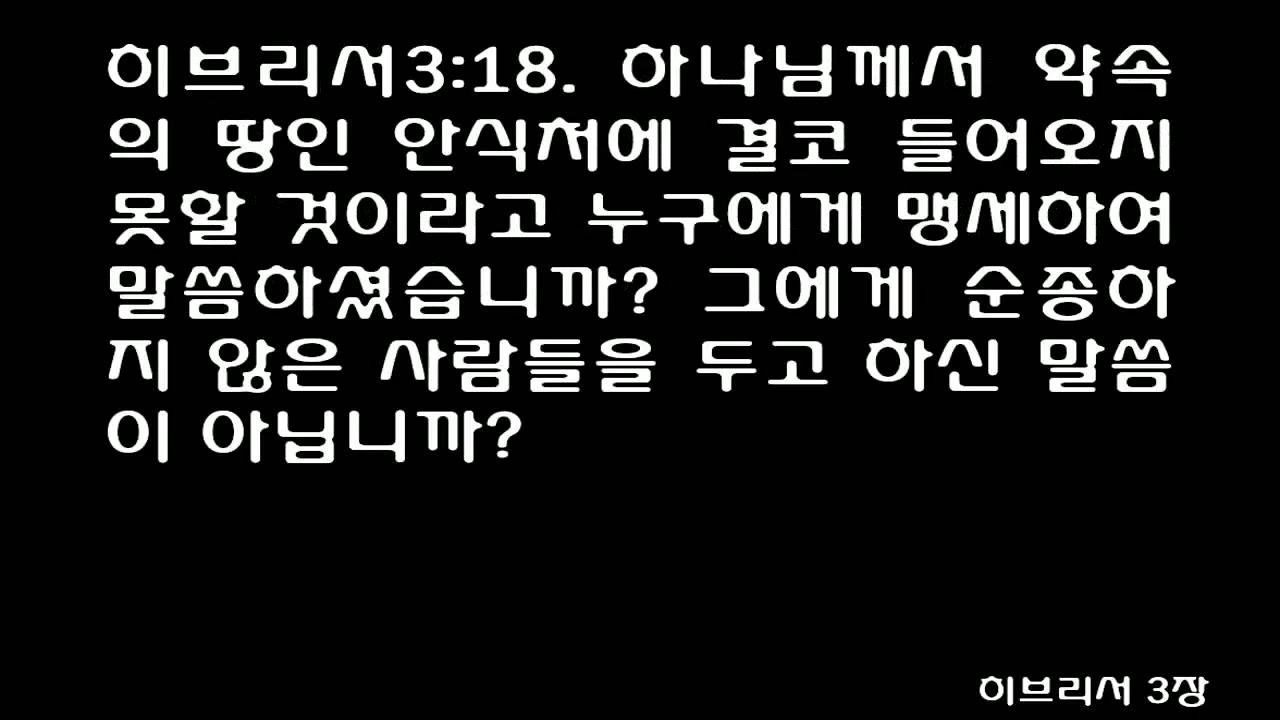 히브리서3:18. 하나님께서 약속
의 땅인 안식처에 결코 들어오지
못할 것이라고 누구에게 맹세하여
말씀하셨습니까? 그에게 순종하
지 않은 사람들을 두고 하신 말씀
이 아닙니까?
히브리서 3장